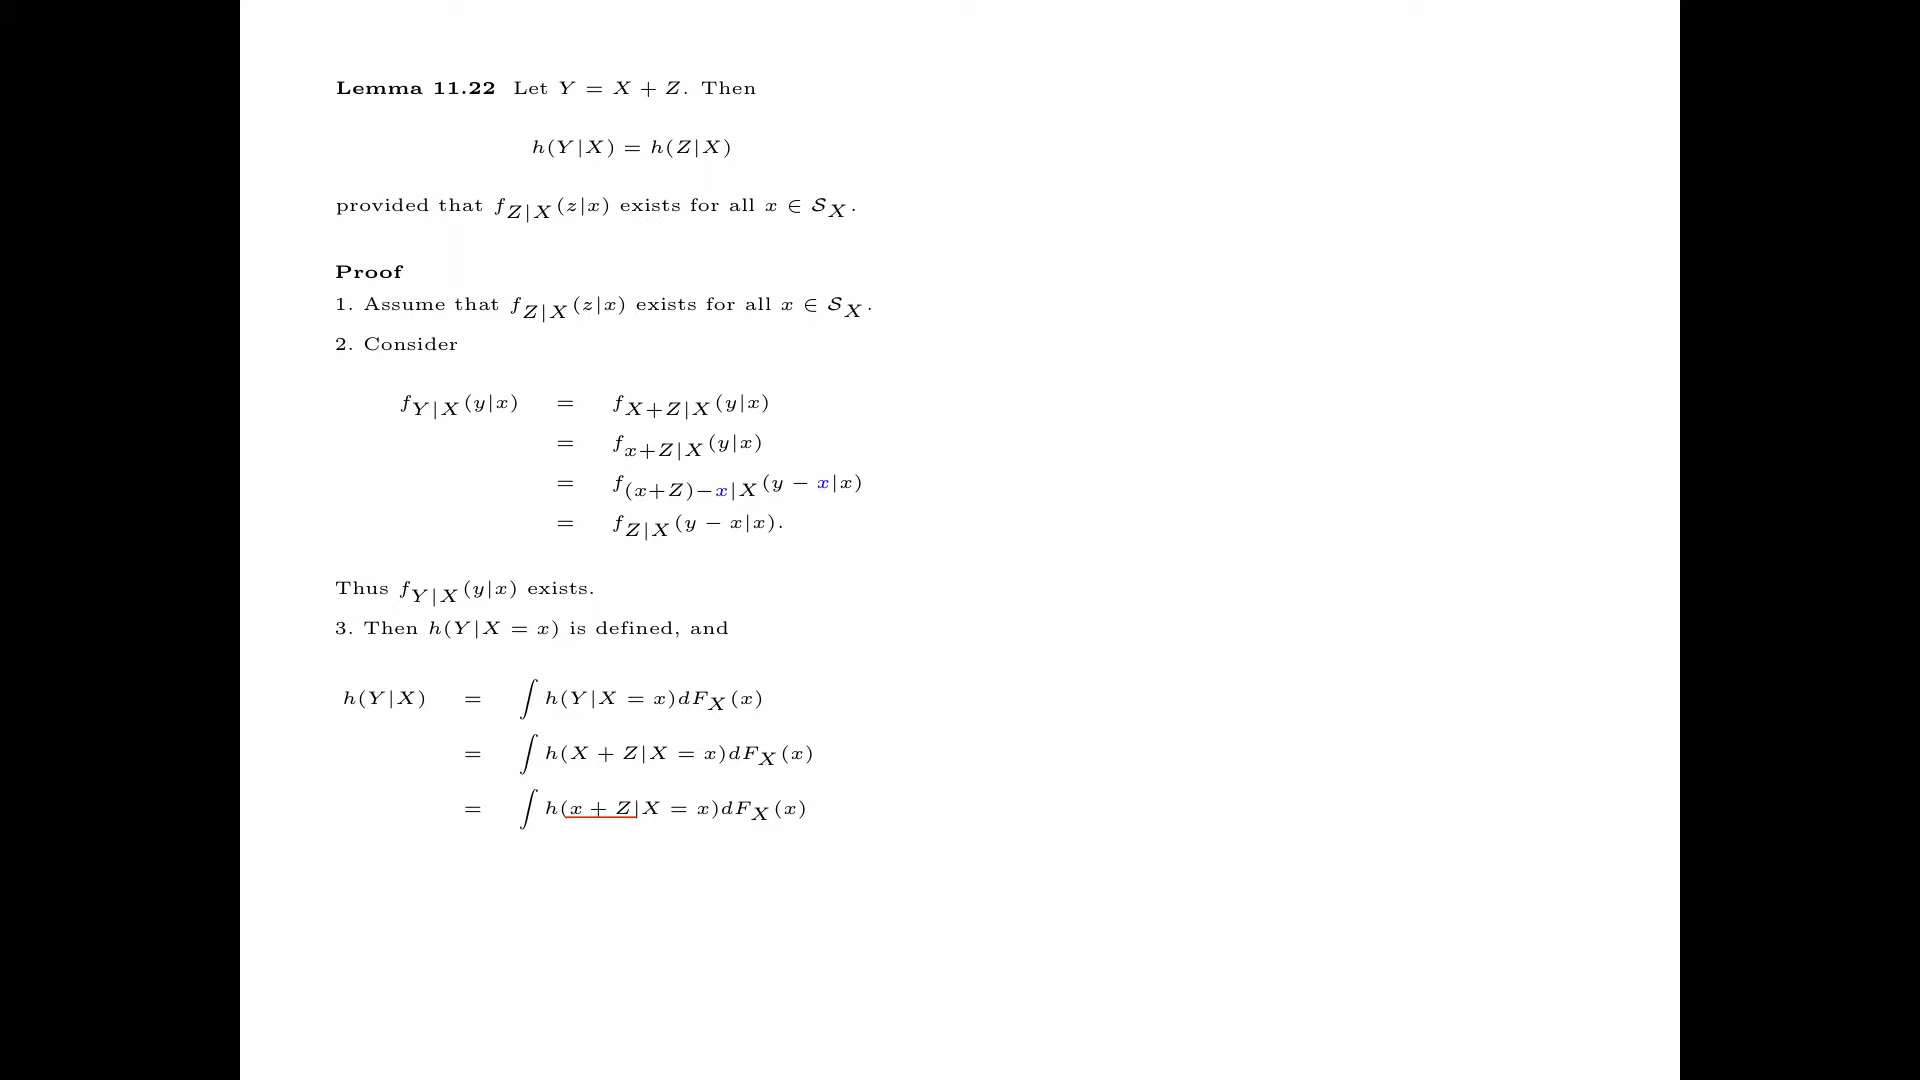 Lemma 11.22 Let Y = X + Z. Then
h(Y|X) = h(Z|X)
provided that f_{Z|X}(z|x) exists for all x ∈ 𝒮_X.
Proof
1. Assume that f_{Z|X}(z|x) exists for all x ∈ 𝒮_X.
2. Consider
f_{Y|X}(y|x) = f_{X+Z|X}(y|x)
= f_{x+Z|X}(y|x)
= f_{(x+Z)−x|X}(y − x|x)
= f_{Z|X}(y − x|x).
Thus f_{Y|X}(y|x) exists.
3. Then h(Y|X = x) is defined, and
h(Y|X) = ∫ h(Y|X = x)dF_X(x)
= ∫ h(X + Z|X = x)dF_X(x)
= ∫ h(x + Z|X = x)dF_X(x)